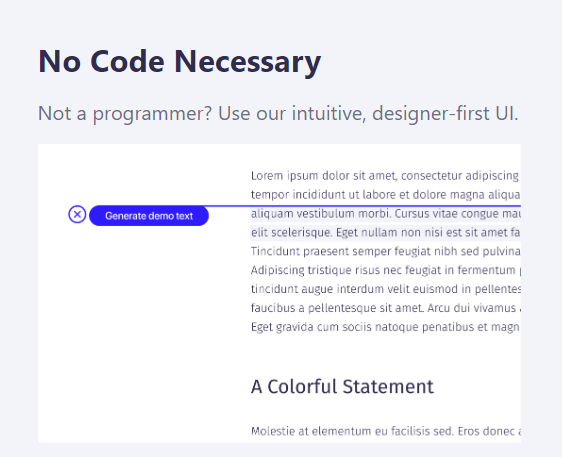 No Code Necessary
Not a programmer? Use our intuitive, designer-first UI.
Lorem ipsum dolor sit amet, consectetur adipiscing
tempor incididunt ut labore et dolore magna aliqua
Generate demo text
aliquam vestibulum morbi. Cursus vitae congue mau
elit scelerisque. Eget nullam non nisi est sit amet fa
Tincidunt praesent semper feugiat nibh sed pulvina
Adipiscing tristique risus nec feugiat in fermentum
tincidunt augue interdum velit euismod in pellentes
faucibus a pellentesque sit amet. Arcu dui vivamus
Eget gravida cum sociis natoque penatibus et magn
A Colorful Statement
Molestie at elementum eu facilisis sed. Eros donec a